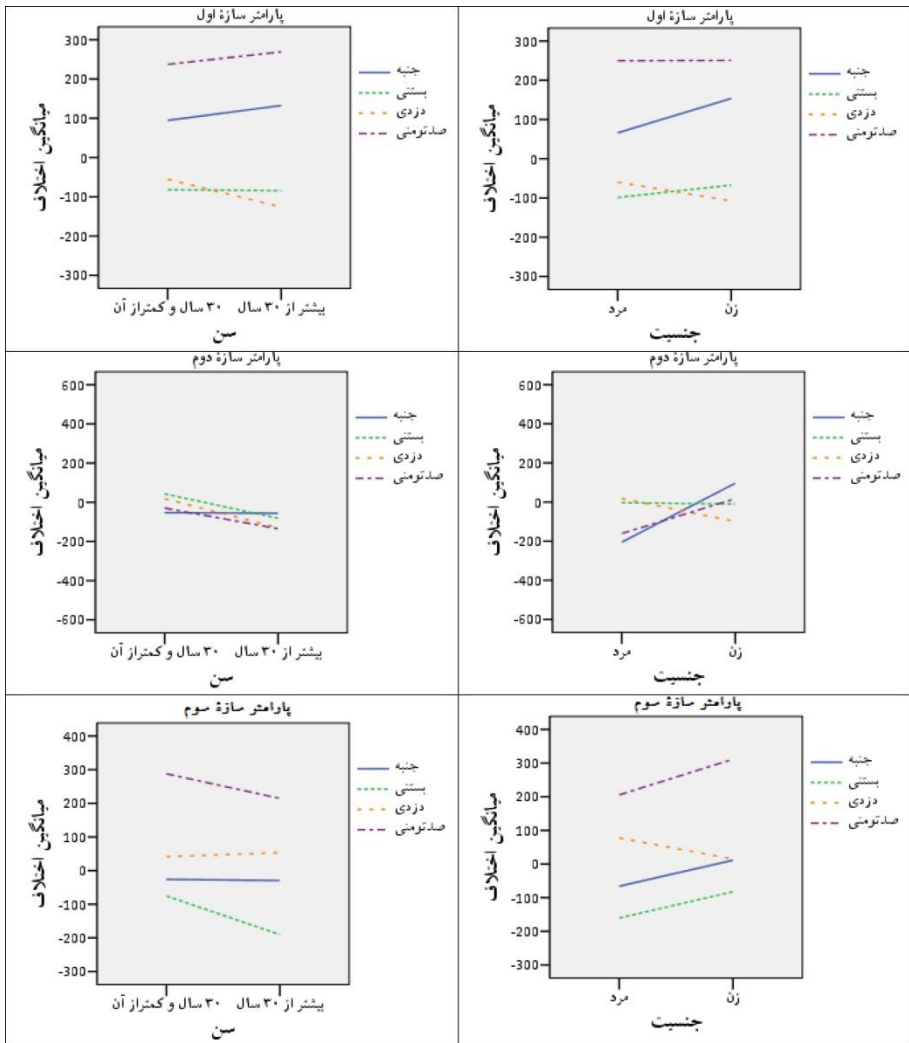 پارامتر سازهٔ اول
میانگین اختلاف
300
200
100
0
-100
-200
-300
۳۰ سال و کمتراز آن
بیشتر از ۳۰ سال
سن
جنبه
بستنی
دزدی
صدتومنی
پارامتر سازهٔ اول
میانگین اختلاف
300
200
100
0
-100
-200
-300
مرد
زن
جنسیت
جنبه
بستنی
دزدی
صدتومنی
پارامتر سازهٔ دوم
میانگین اختلاف
600
400
200
0
-200
-400
-600
۳۰ سال و کمتراز آن
بیشتر از ۳۰ سال
سن
جنبه
بستنی
دزدی
صدتومنی
پارامتر سازهٔ دوم
میانگین اختلاف
600
400
200
0
-200
-400
-600
مرد
زن
جنسیت
جنبه
بستنی
دزدی
صدتومنی
پارامتر سازهٔ سوم
میانگین اختلاف
400
300
200
100
0
-100
-200
-300
۳۰ سال و کمتراز آن
بیشتر از ۳۰ سال
سن
جنبه
بستنی
دزدی
صدتومنی
پارامتر سازهٔ سوم
میانگین اختلاف
400
300
200
100
0
-100
-200
-300
مرد
زن
جنسیت
جنبه
بستنی
دزدی
صدتومنی